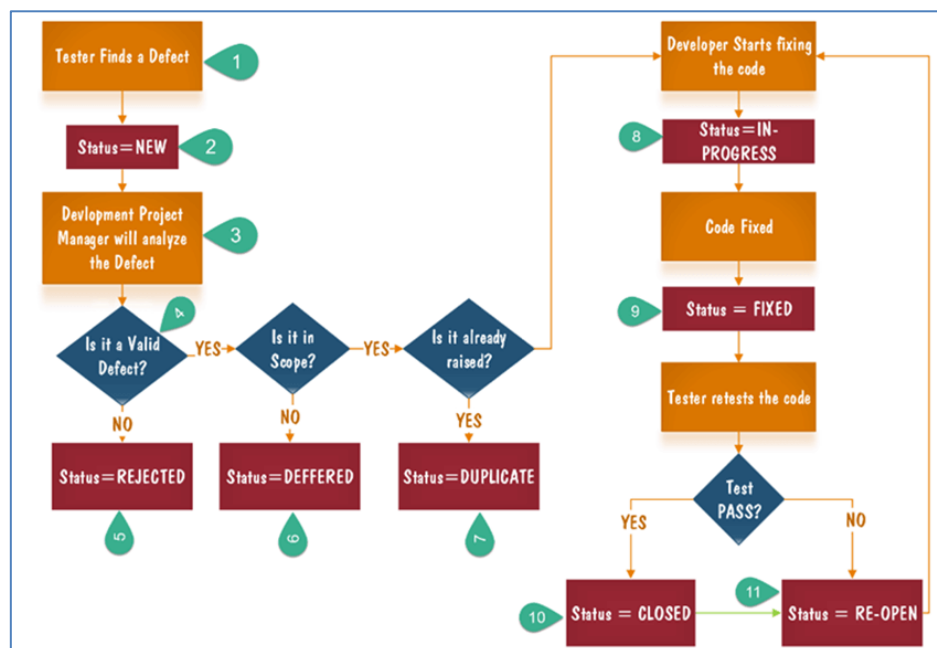 Tester Finds a Defect
1
Status=NEW
2
Devlopment Project
Manager will analyze
the Defect
3
4
Is it a Valid
Defect?
YES
Is it in
Scope?
YES
Is it already
raised?
NO
NO
YES
Status=REJECTED
Status=DEFFERED
Status=DUPLICATE
5
6
7
Developer Starts fixing
the code
8
Status=IN-
PROGRESS
Code Fixed
9
Status = FIXED
Tester retests the code
Test
PASS?
YES
NO
10
Status = CLOSED
11
Status = RE-OPEN